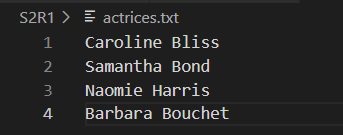 S2R1 > actrices.txt
1 Caroline Bliss
2 Samantha Bond
3 Naomie Harris
4 Barbara Bouchet